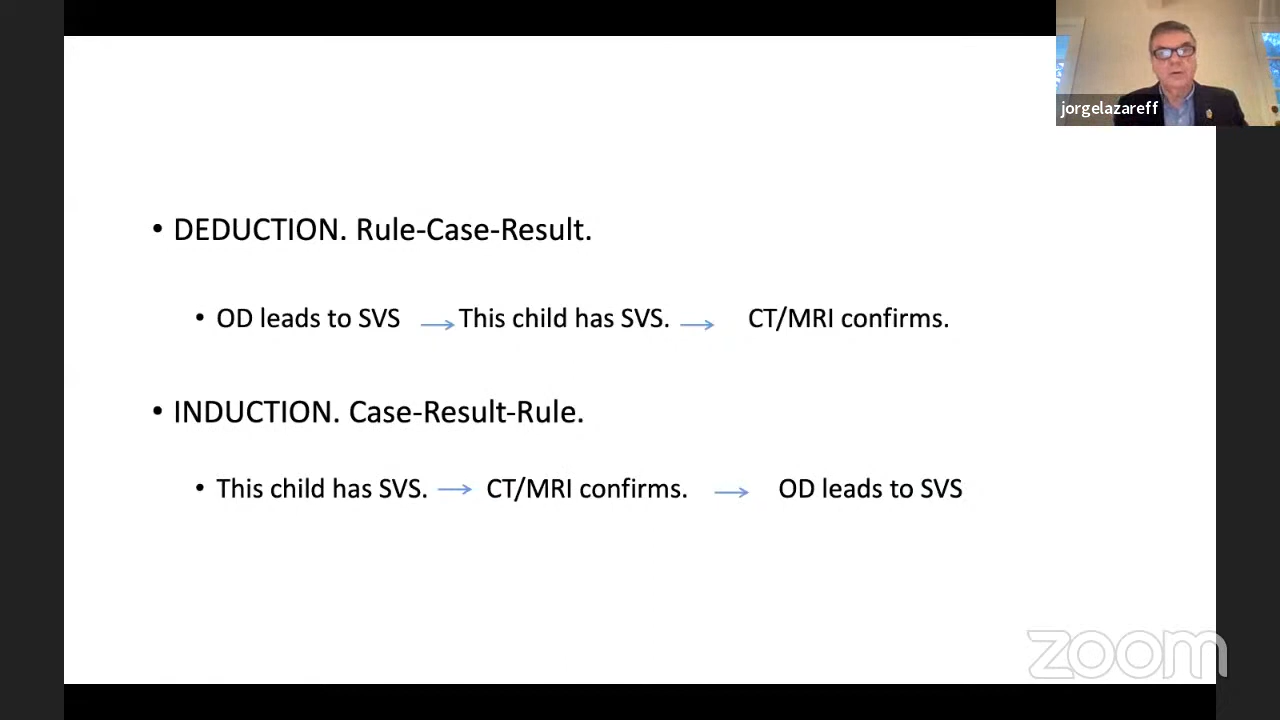 jorgelazareff
• DEDUCTION. Rule-Case-Result.
• OD leads to SVS → This child has SVS. → CT/MRI confirms.
• INDUCTION. Case-Result-Rule.
• This child has SVS. → CT/MRI confirms. → OD leads to SVS
zoom